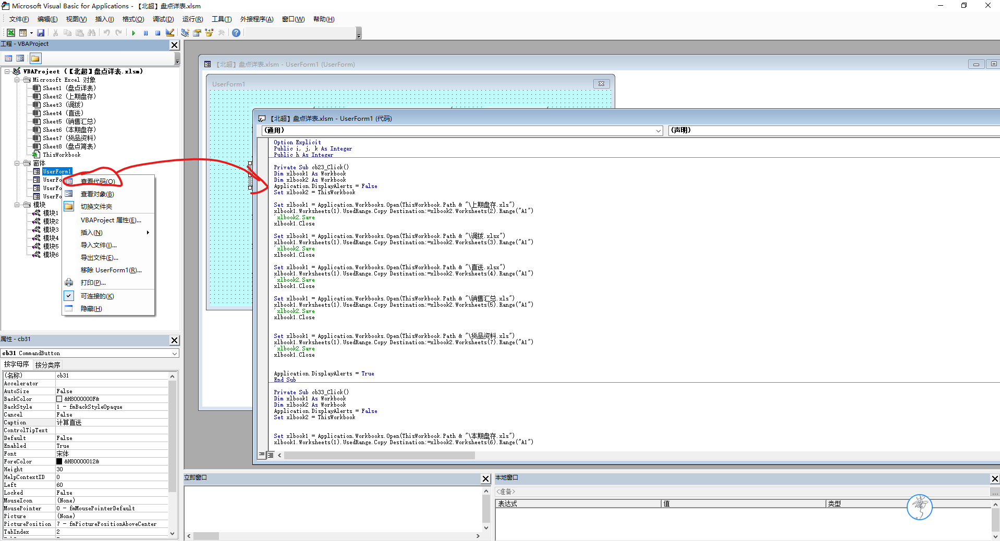 Microsoft Visual Basic for Applications - 【北超】盘点详表.xlsm
文件(F) 编辑(E) 视图(V) 插入(I) 格式(O) 调试(D) 运行(R) 工具(T) 外接程序(A) 窗口(W) 帮助(H)
工程 - VBAProject
VBAProject (【北超】盘点详表.xlsm)
Microsoft Excel 对象
Sheet1 (盘点详表)
Sheet2 (上期盘存)
Sheet3 (调拨)
Sheet4 (直送)
Sheet5 (销售汇总)
Sheet6 (本期盘存)
Sheet7 (货品资料)
Sheet8 (盘点简表)
ThisWorkbook
窗体
UserForm1
UserFo
UserFo
UserFo
模块
模块1
模块2
模块3
模块4
模块5
模块6
查看代码(O)
查看对象(B)
切换文件夹
VBAProject 属性(E)...
插入(N)
导入文件(I)...
导出文件(E)...
移除 UserForm1(R)...
打印(P)...
可连接的(K)
隐藏(H)
属性 - cb31
cb31 CommandButton
按字母序 按分类序
(名称) cb31
Accelerator
AutoSize False
BackColor &H8000000F&
BackStyle 1 - fmBackStyleOpaque
Cancel False
Caption 计算直送
ControlTipText
Default False
Enabled True
Font 宋体
ForeColor &H80000012&
Height 30
HelpContextID 0
Left 60
Locked False
MouseIcon (None)
MousePointer 0 - fmMousePointerDefault
Picture (None)
PicturePosition 7 - fmPicturePositionAboveCenter
TabIndex 2
【北超】盘点详表.xlsm - UserForm1 (UserForm)
UserForm1
【北超】盘点详表.xlsm - UserForm1 (代码)
(通用) (声明)
Option Explicit
Public i, j, k As Integer
Public h As Integer
Private Sub cb23_Click()
Dim xlbook1 As Workbook
Dim xlbook2 As Workbook
Application.DisplayAlerts = False
Set xlbook2 = ThisWorkbook
Set xlbook1 = Application.Workbooks.Open(ThisWorkbook.Path & "\上期盘存.xls")
xlbook1.Worksheets(1).UsedRange.Copy Destination:=xlbook2.Worksheets(2).Range("A1")
'xlbook2.Save
xlbook1.Close
Set xlbook1 = Application.Workbooks.Open(ThisWorkbook.Path & "\调拨.xlsx")
xlbook1.Worksheets(1).UsedRange.Copy Destination:=xlbook2.Worksheets(3).Range("A1")
'xlbook2.Save
xlbook1.Close
Set xlbook1 = Application.Workbooks.Open(ThisWorkbook.Path & "\直送.xlsx")
xlbook1.Worksheets(1).UsedRange.Copy Destination:=xlbook2.Worksheets(4).Range("A1")
'xlbook2.Save
xlbook1.Close
Set xlbook1 = Application.Workbooks.Open(ThisWorkbook.Path & "\销售汇总.xls")
xlbook1.Worksheets(1).UsedRange.Copy Destination:=xlbook2.Worksheets(5).Range("A1")
'xlbook2.Save
xlbook1.Close
Set xlbook1 = Application.Workbooks.Open(ThisWorkbook.Path & "\货品资料.xls")
xlbook1.Worksheets(1).UsedRange.Copy Destination:=xlbook2.Worksheets(7).Range("A1")
'xlbook2.Save
xlbook1.Close
Application.DisplayAlerts = True
End Sub
Private Sub cb33_Click()
Dim xlbook1 As Workbook
Dim xlbook2 As Workbook
Application.DisplayAlerts = False
Set xlbook2 = ThisWorkbook
Set xlbook1 = Application.Workbooks.Open(ThisWorkbook.Path & "\本期盘存.xls")
xlbook1.Worksheets(1).UsedRange.Copy Destination:=xlbook2.Worksheets(6).Range("A1")
立即窗口
本地窗口
<准备>
表达式 值 类型